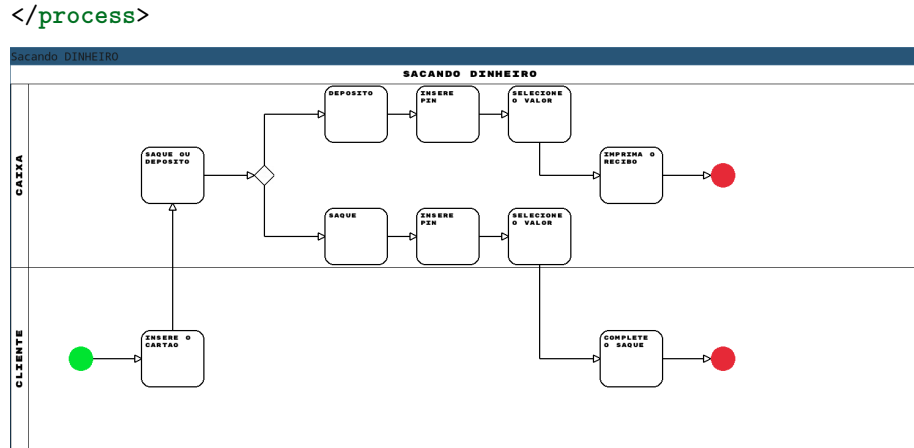 </process>
Sacando DINHEIRO
SACANDO DINHEIRO
CAIXA
DEPOSITO
INSERE
PIN
SELECIONE
O VALOR
SAQUE OU
DEPOSITO
IMPRIMA O
RECIBO
SAQUE
INSERE
PIN
SELECIONE
O VALOR
CLIENTE
INSERE O
CARTAO
COMPLETE
O SAQUE